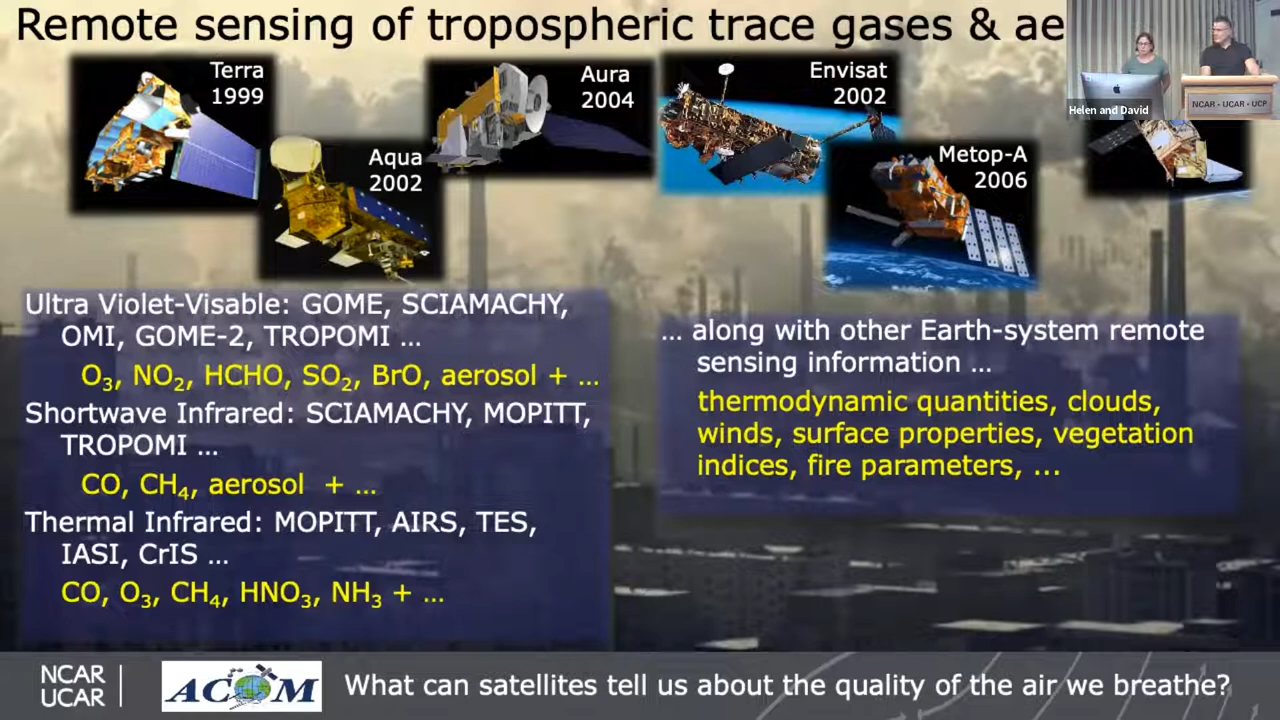 Remote sensing of tropospheric trace gases & ae
Terra
1999
Aqua
2002
Aura
2004
Envisat
2002
Metop-A
2006
NCAR • UCAR • UCP
Helen and David
Ultra Violet-Visable: GOME, SCIAMACHY,
OMI, GOME-2, TROPOMI ...
O₃, NO₂, HCHO, SO₂, BrO, aerosol + ...
Shortwave Infrared: SCIAMACHY, MOPITT,
TROPOMI ...
CO, CH₄, aerosol + ...
Thermal Infrared: MOPITT, AIRS, TES,
IASI, CrIS ...
CO, O₃, CH₄, HNO₃, NH₃ + ...
... along with other Earth-system remote
sensing information ...
thermodynamic quantities, clouds,
winds, surface properties, vegetation
indices, fire parameters, ...
NCAR
UCAR
ACOM
What can satellites tell us about the quality of the air we breathe?